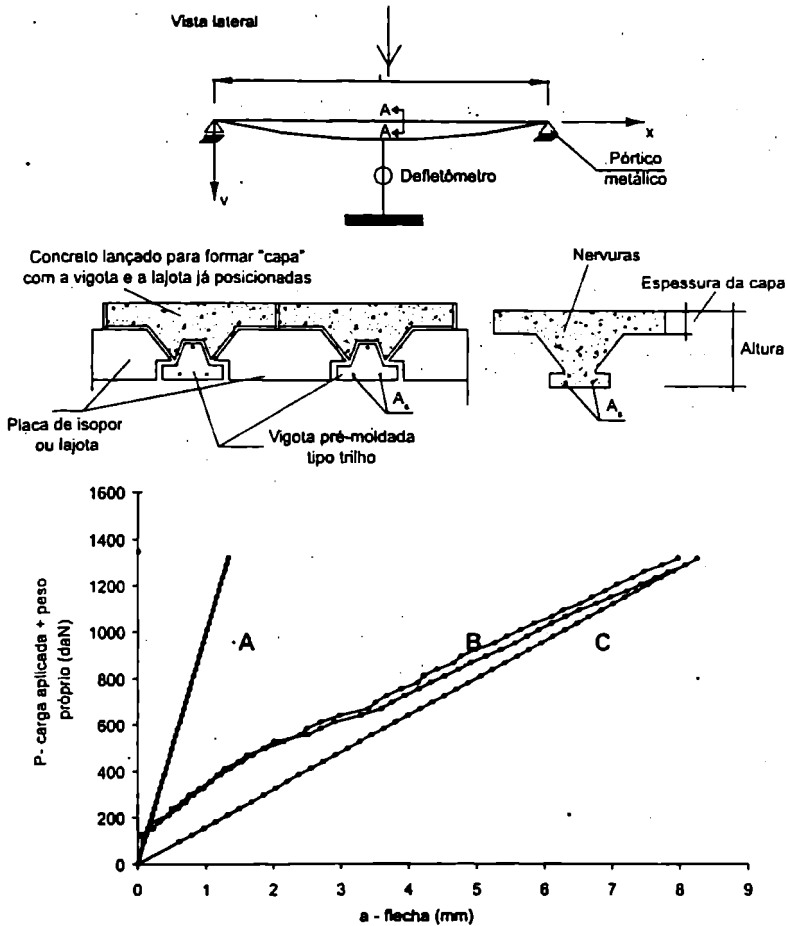 Vista lateral
A
A
x
v
Pórtico
metálico
Defletômetro
Concreto lançado para formar "capa"
com a vigota e a lajota já posicionadas
Nervuras
Espessura da capa
Altura
Placa de isopor
ou lajota
Vigota pré-moldada
tipo trilho
As
As
P- carga aplicada + peso
próprio (daN)
1600
1400
1200
1000
800
600
400
200
0
A
B
C
0 1 2 3 4 5 6 7 8 9
a - flecha (mm)